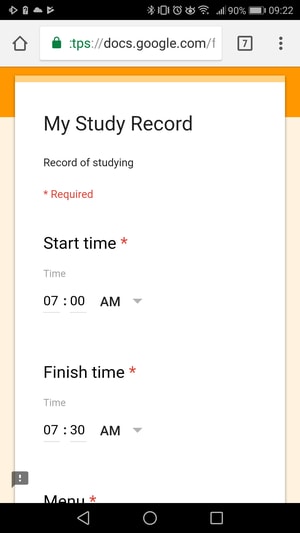 90% 09:22
ttps://docs.google.com/f
7
My Study Record
Record of studying
* Required
Start time *
Time
07 : 00 AM
Finish time *
Time
07 : 30 AM
Menu *